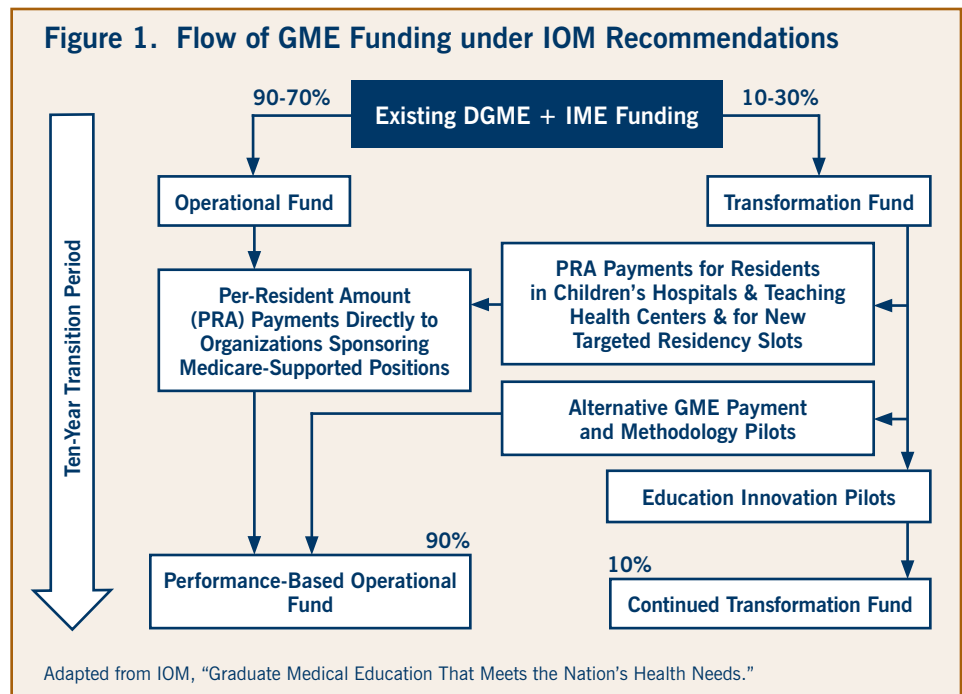 Figure 1. Flow of GME Funding under IOM Recommendations
90-70%
Existing DGME + IME Funding
10-30%
Operational Fund
Transformation Fund
Ten-Year Transition Period
Per-Resident Amount
(PRA) Payments Directly to
Organizations Sponsoring
Medicare-Supported Positions
PRA Payments for Residents
in Children’s Hospitals & Teaching
Health Centers & for New
Targeted Residency Slots
Alternative GME Payment
and Methodology Pilots
Education Innovation Pilots
90%
Performance-Based Operational
Fund
10%
Continued Transformation Fund
Adapted from IOM, “Graduate Medical Education That Meets the Nation’s Health Needs.”